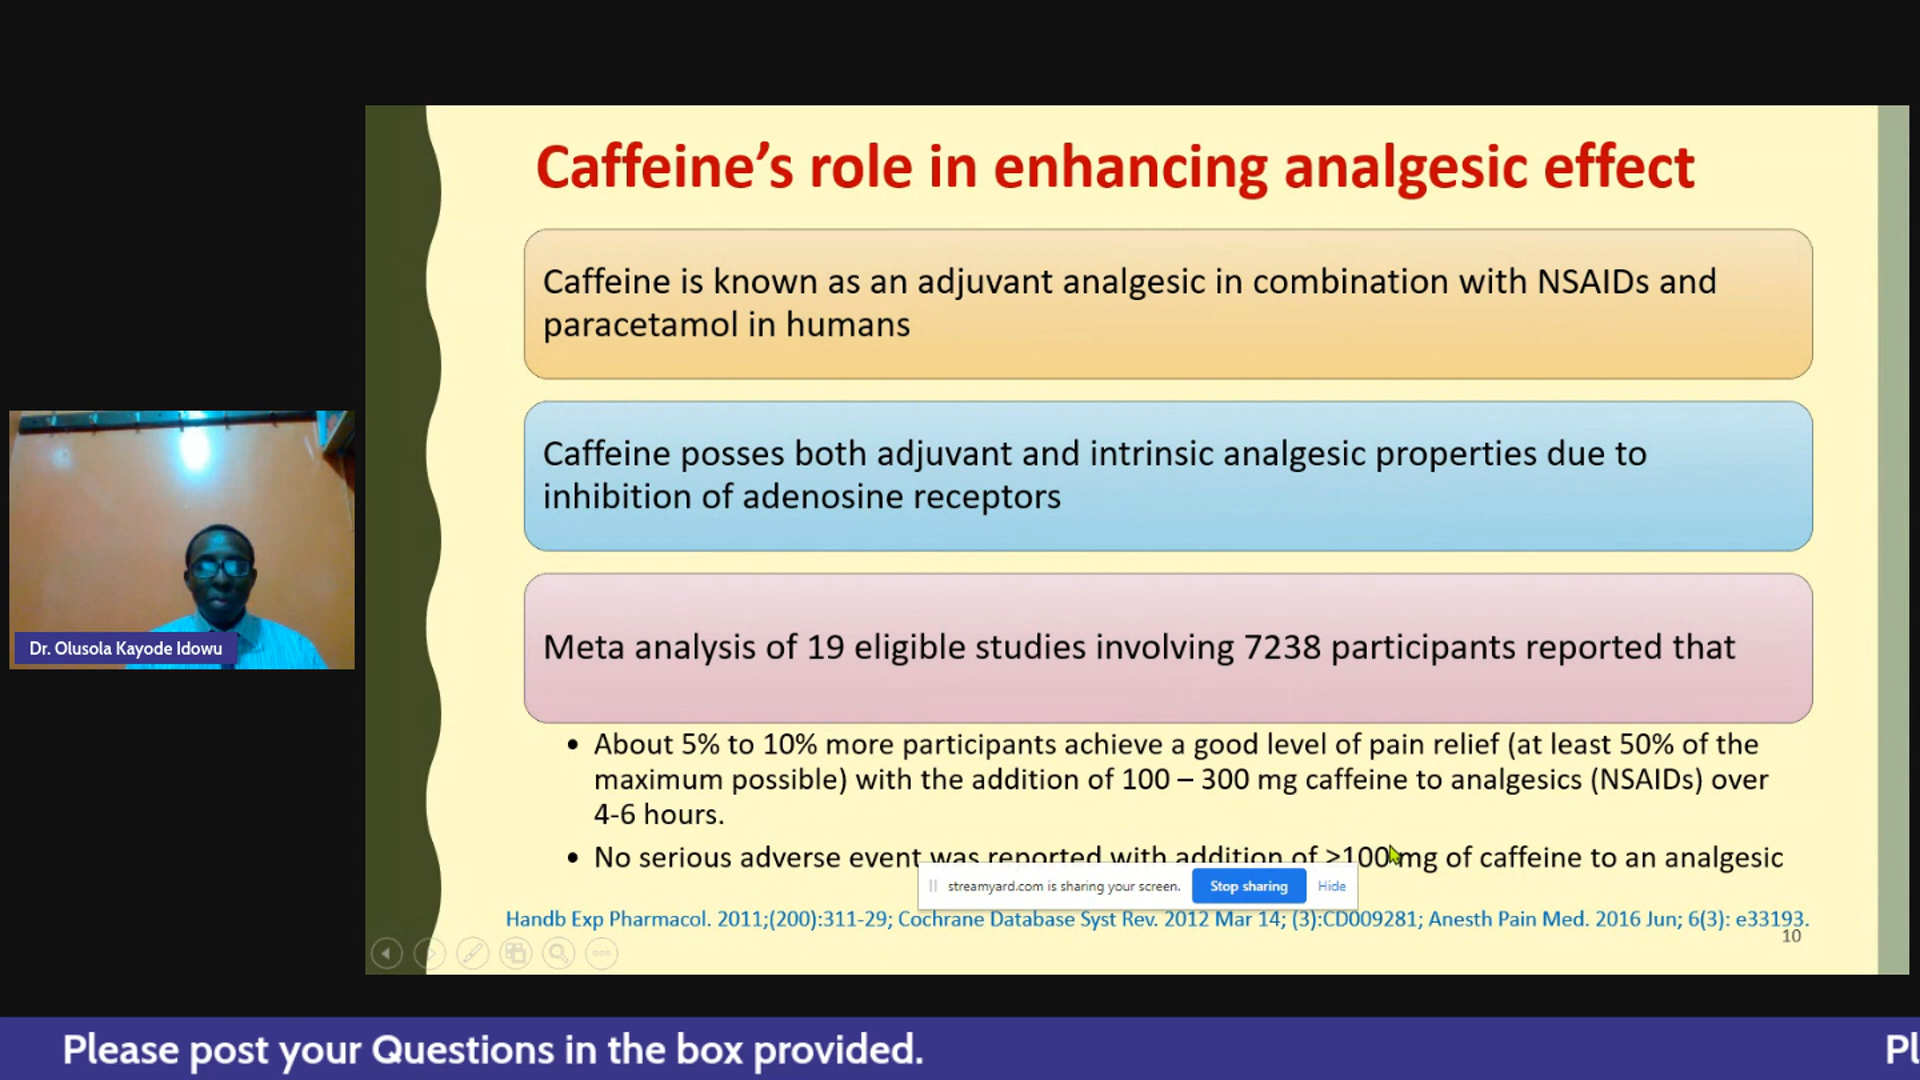 Caffeine’s role in enhancing analgesic effect
Caffeine is known as an adjuvant analgesic in combination with NSAIDs and
paracetamol in humans
Caffeine posses both adjuvant and intrinsic analgesic properties due to
inhibition of adenosine receptors
Meta analysis of 19 eligible studies involving 7238 participants reported that
• About 5% to 10% more participants achieve a good level of pain relief (at least 50% of the
maximum possible) with the addition of 100 – 300 mg caffeine to analgesics (NSAIDs) over
4-6 hours.
• No serious adverse event was reported with addition of >100 mg of caffeine to an analgesic
streamyard.com is sharing your screen. Stop sharing Hide
Handb Exp Pharmacol. 2011;(200):311-29; Cochrane Database Syst Rev. 2012 Mar 14; (3):CD009281; Anesth Pain Med. 2016 Jun; 6(3): e33193.
10
Dr. Olusola Kayode Idowu
Please post your Questions in the box provided. Pl